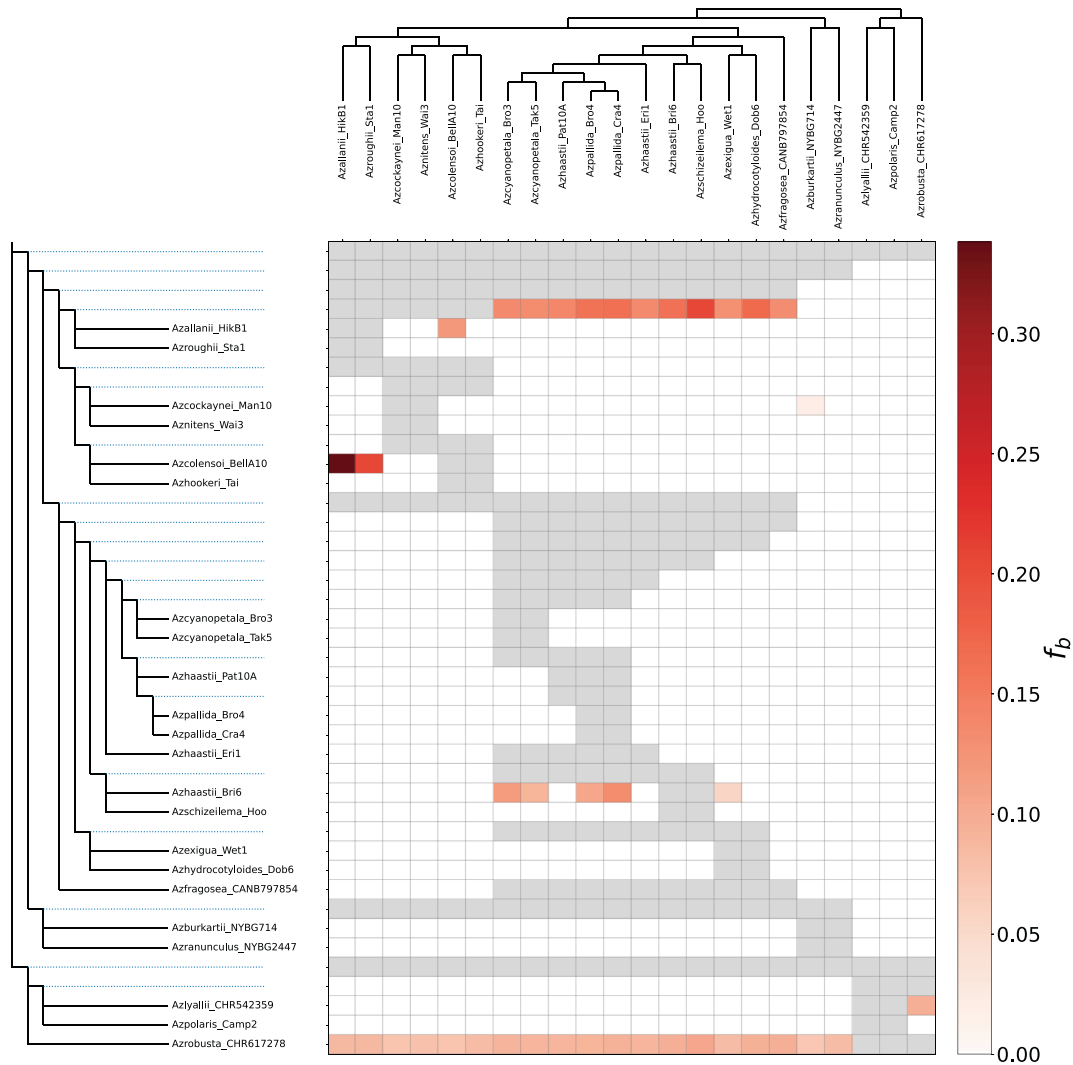 Azallanii_HikB1
Azroughii_Sta1
Azcockaynei_Man10
Aznitens_Wai3
Azcolensoi_BellA10
Azhookeri_Tai
Azcyanopetala_Bro3
Azcyanopetala_Tak5
Azhaastii_Pat10A
Azpallida_Bro4
Azpallida_Cra4
Azhaastii_Eri1
Azhaastii_Bri6
Azschizeilema_Hoo
Azexigua_Wet1
Azhydrocotyloides_Dob6
Azfragosea_CANB797854
Azburkartii_NYBG714
Azranunculus_NYBG2447
Azlyallii_CHR542359
Azpolaris_Camp2
Azrobusta_CHR617278
Azallanii_HikB1
Azroughii_Sta1
Azcockaynei_Man10
Aznitens_Wai3
Azcolensoi_BellA10
Azhookeri_Tai
Azcyanopetala_Bro3
Azcyanopetala_Tak5
Azhaastii_Pat10A
Azpallida_Bro4
Azpallida_Cra4
Azhaastii_Eri1
Azhaastii_Bri6
Azschizeilema_Hoo
Azexigua_Wet1
Azhydrocotyloides_Dob6
Azfragosea_CANB797854
Azburkartii_NYBG714
Azranunculus_NYBG2447
Azlyallii_CHR542359
Azpolaris_Camp2
Azrobusta_CHR617278
0.30
0.25
0.20
0.15
0.10
0.05
0.00
f_b